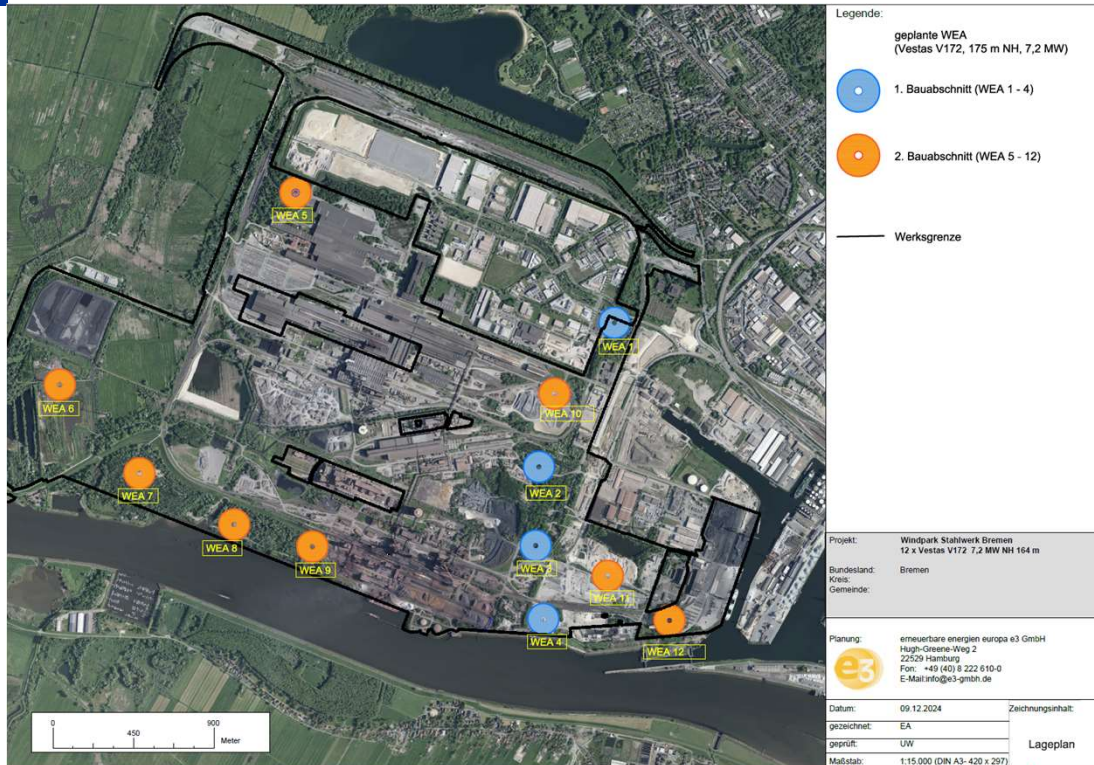 WEA 5
WEA 1
WEA 6
WEA 10
WEA 2
WEA 7
WEA 8
WEA 9
WEA 3
WEA 11
WEA 4
WEA 12
0
450
900
Meter
Legende:
geplante WEA
(Vestas V172, 175 m NH, 7,2 MW)
1. Bauabschnitt (WEA 1 - 4)
2. Bauabschnitt (WEA 5 - 12)
Werksgrenze
Projekt: Windpark Stahlwerk Bremen
12 x Vestas V172 7,2 MW NH 164 m
Bundesland: Bremen
Kreis:
Gemeinde:
Planung: erneuerbare energien europa e3 GmbH
Hugh-Greene-Weg 2
22529 Hamburg
Fon: +49 (40) 8 222 610-0
E-Mail:info@e3-gmbh.de
e3
Datum: 09.12.2024 Zeichnungsinhalt:
gezeichnet: EA
geprüft: UW Lageplan
Maßstab: 1:15.000 (DIN A3- 420 x 297)